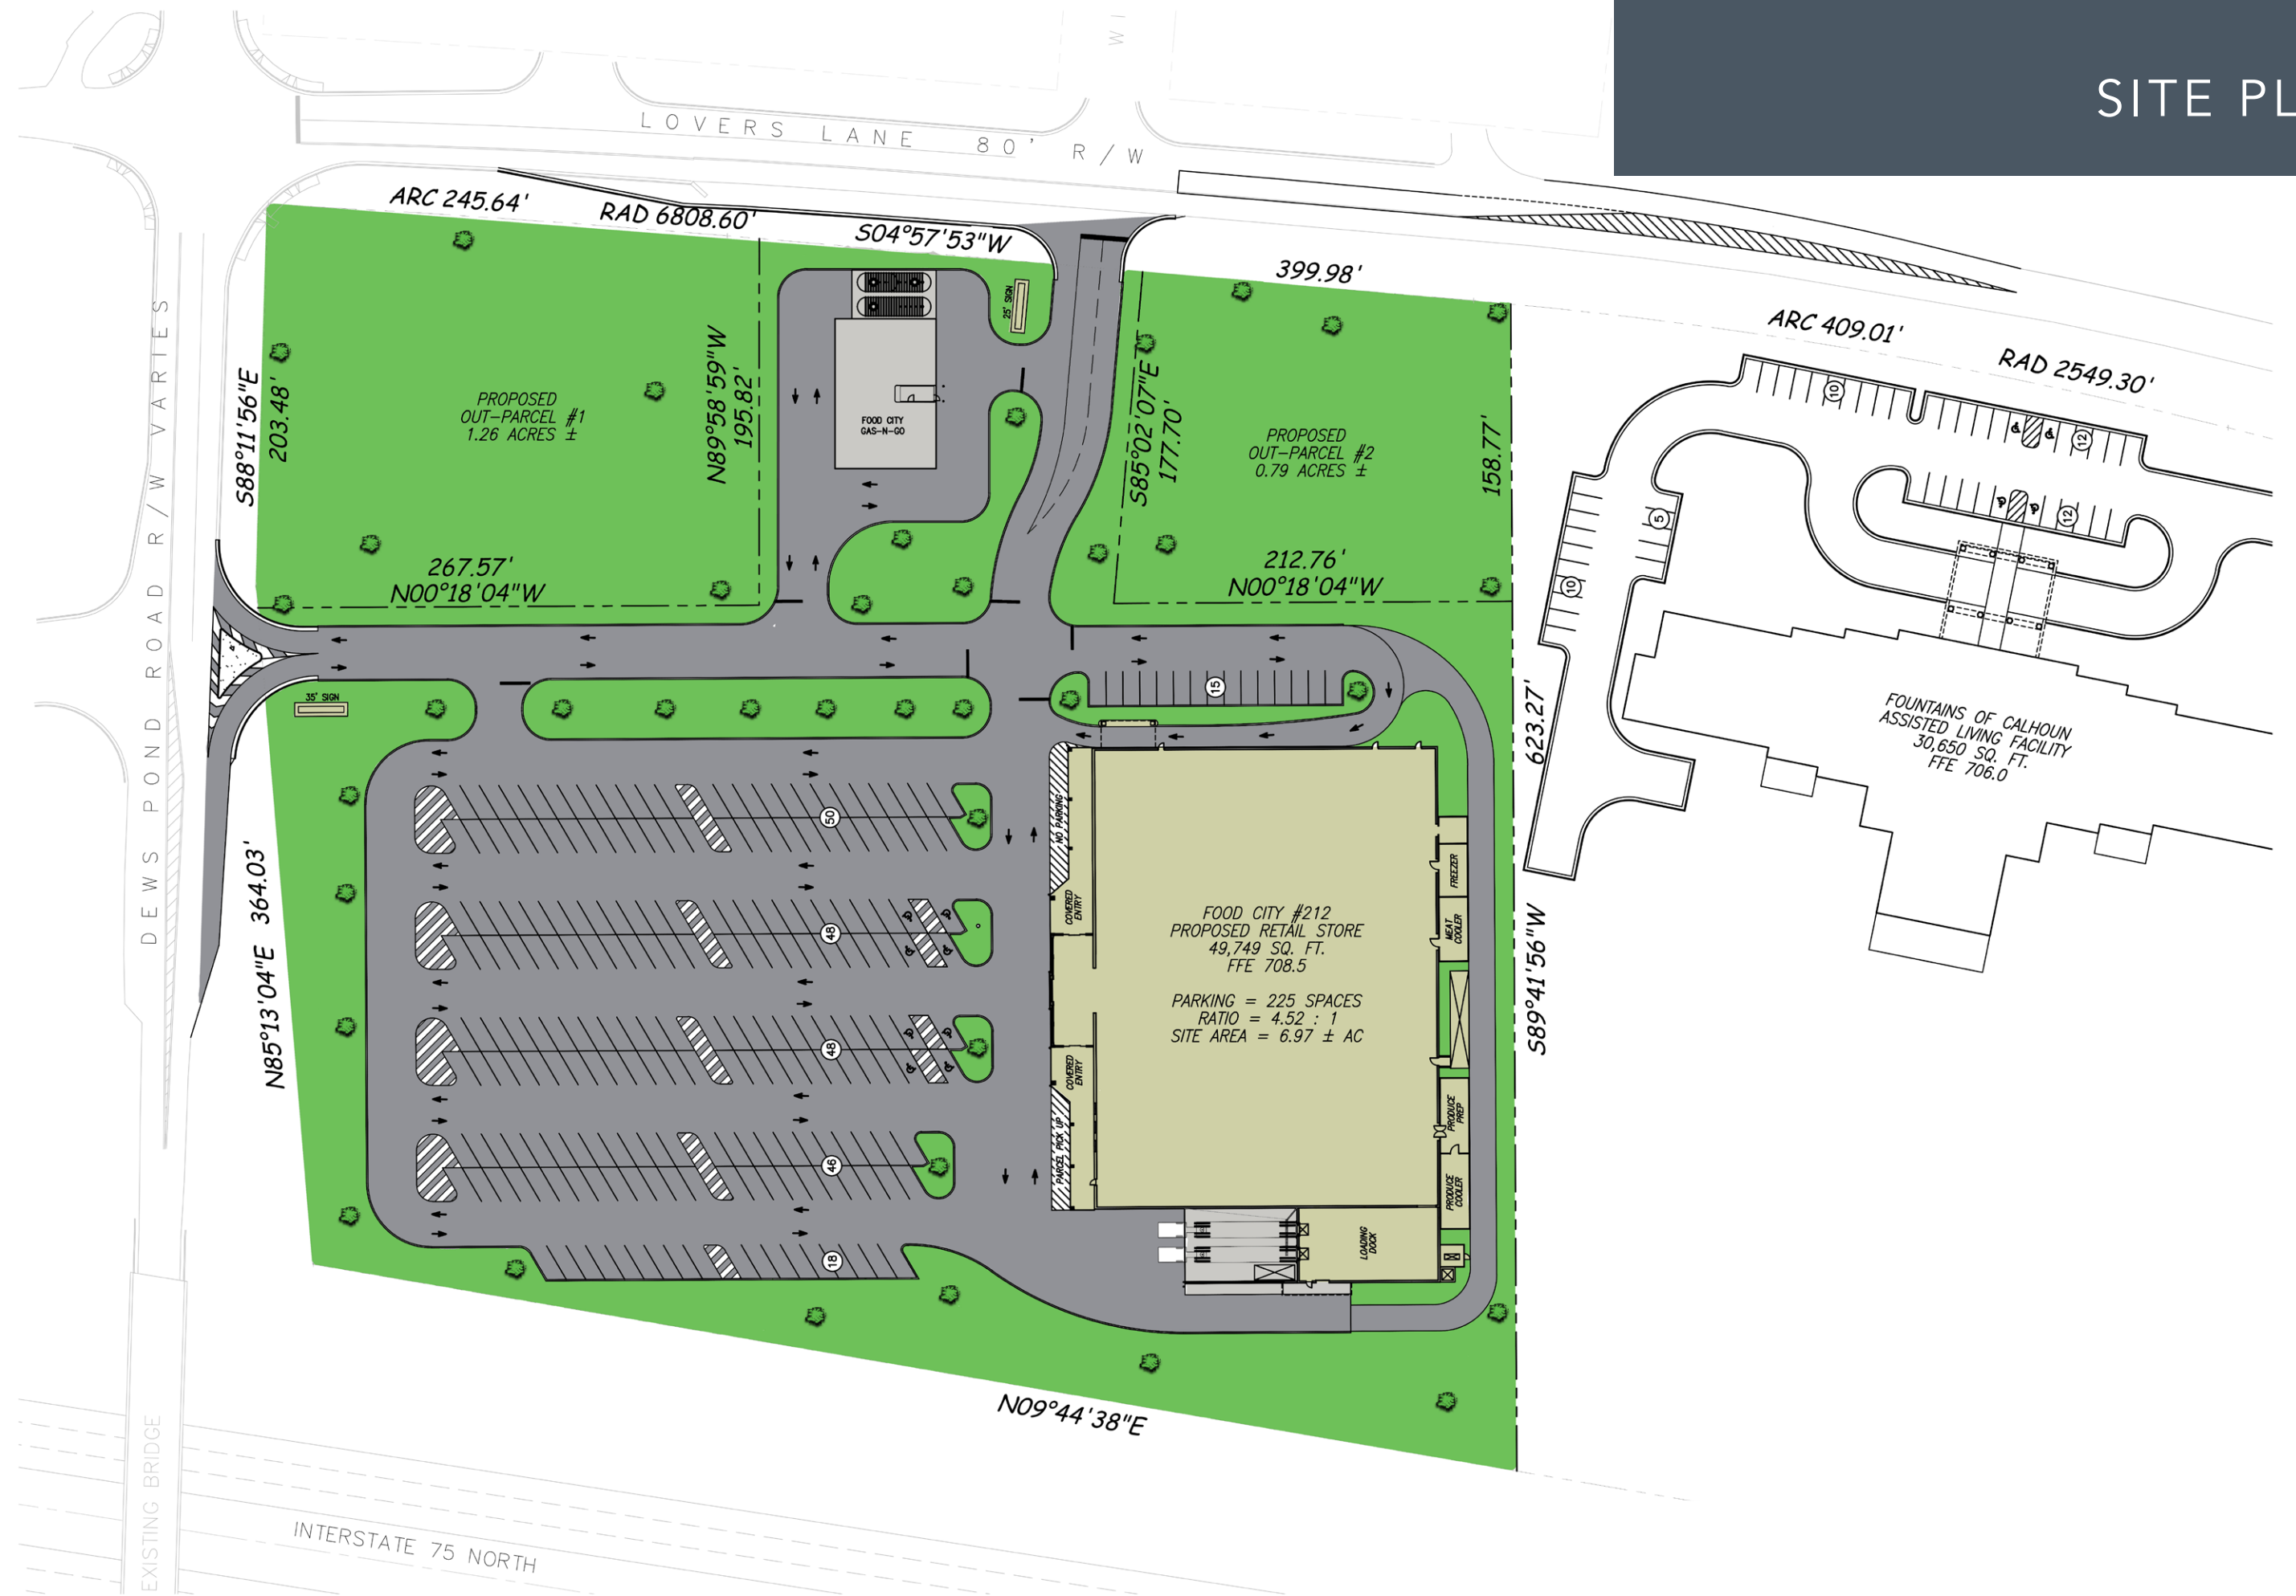 SITE PL
WI
LOVERS LANE 80' R/W
ARC 245.64'
RAD 6808.60'
S04°57'53"W
399.98'
ARC 409.01'
RAD 2549.30'
DEWS POND ROAD R/W VARIES
S88°11'56"E
203.48'
PROPOSED
OUT-PARCEL #1
1.26 ACRES ±
N89°58'59"W
195.82'
25' SIGN
FOOD CITY
GAS-N-GO
S85°02'07"E
177.70'
PROPOSED
OUT-PARCEL #2
0.79 ACRES ±
158.77'
267.57'
N00°18'04"W
212.76'
N00°18'04"W
10
12
5
12
10
35' SIGN
15
623.27'
FOUNTAINS OF CALHOUN
ASSISTED LIVING FACILITY
30,650 SQ. FT.
FFE 706.0
50
NO PARKING
COVERED
ENTRY
FREEZER
MEAT
COOLER
N85°13'04"E 364.03'
48
FOOD CITY #212
PROPOSED RETAIL STORE
49,749 SQ. FT.
FFE 708.5
PARKING = 225 SPACES
RATIO = 4.52 : 1
SITE AREA = 6.97 ± AC
S89°41'56"W
48
COVERED
ENTRY
PARCEL PICK UP
PRODUCE
PREP
PRODUCE
COOLER
46
18
LOADING
DOCK
N09°44'38"E
EXISTING BRIDGE
INTERSTATE 75 NORTH